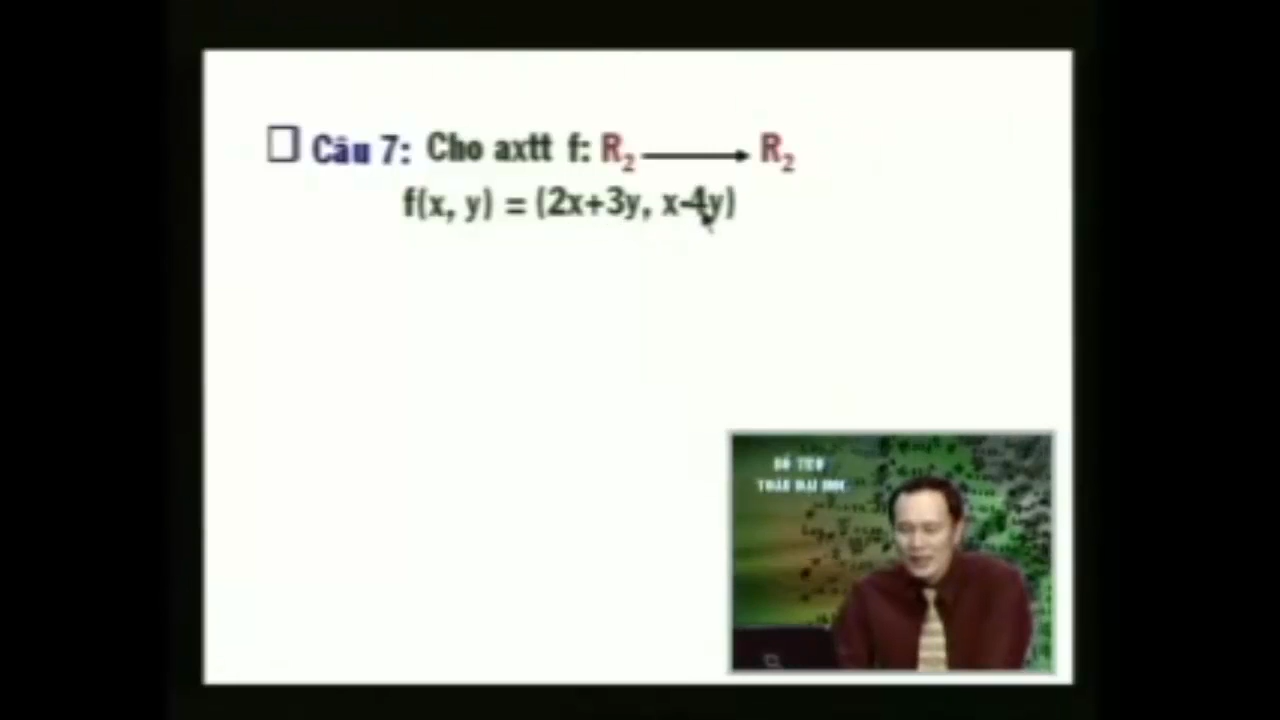 Câu 7: Cho axtt f: R₂ → R₂
f(x, y) = (2x+3y, x-4y)